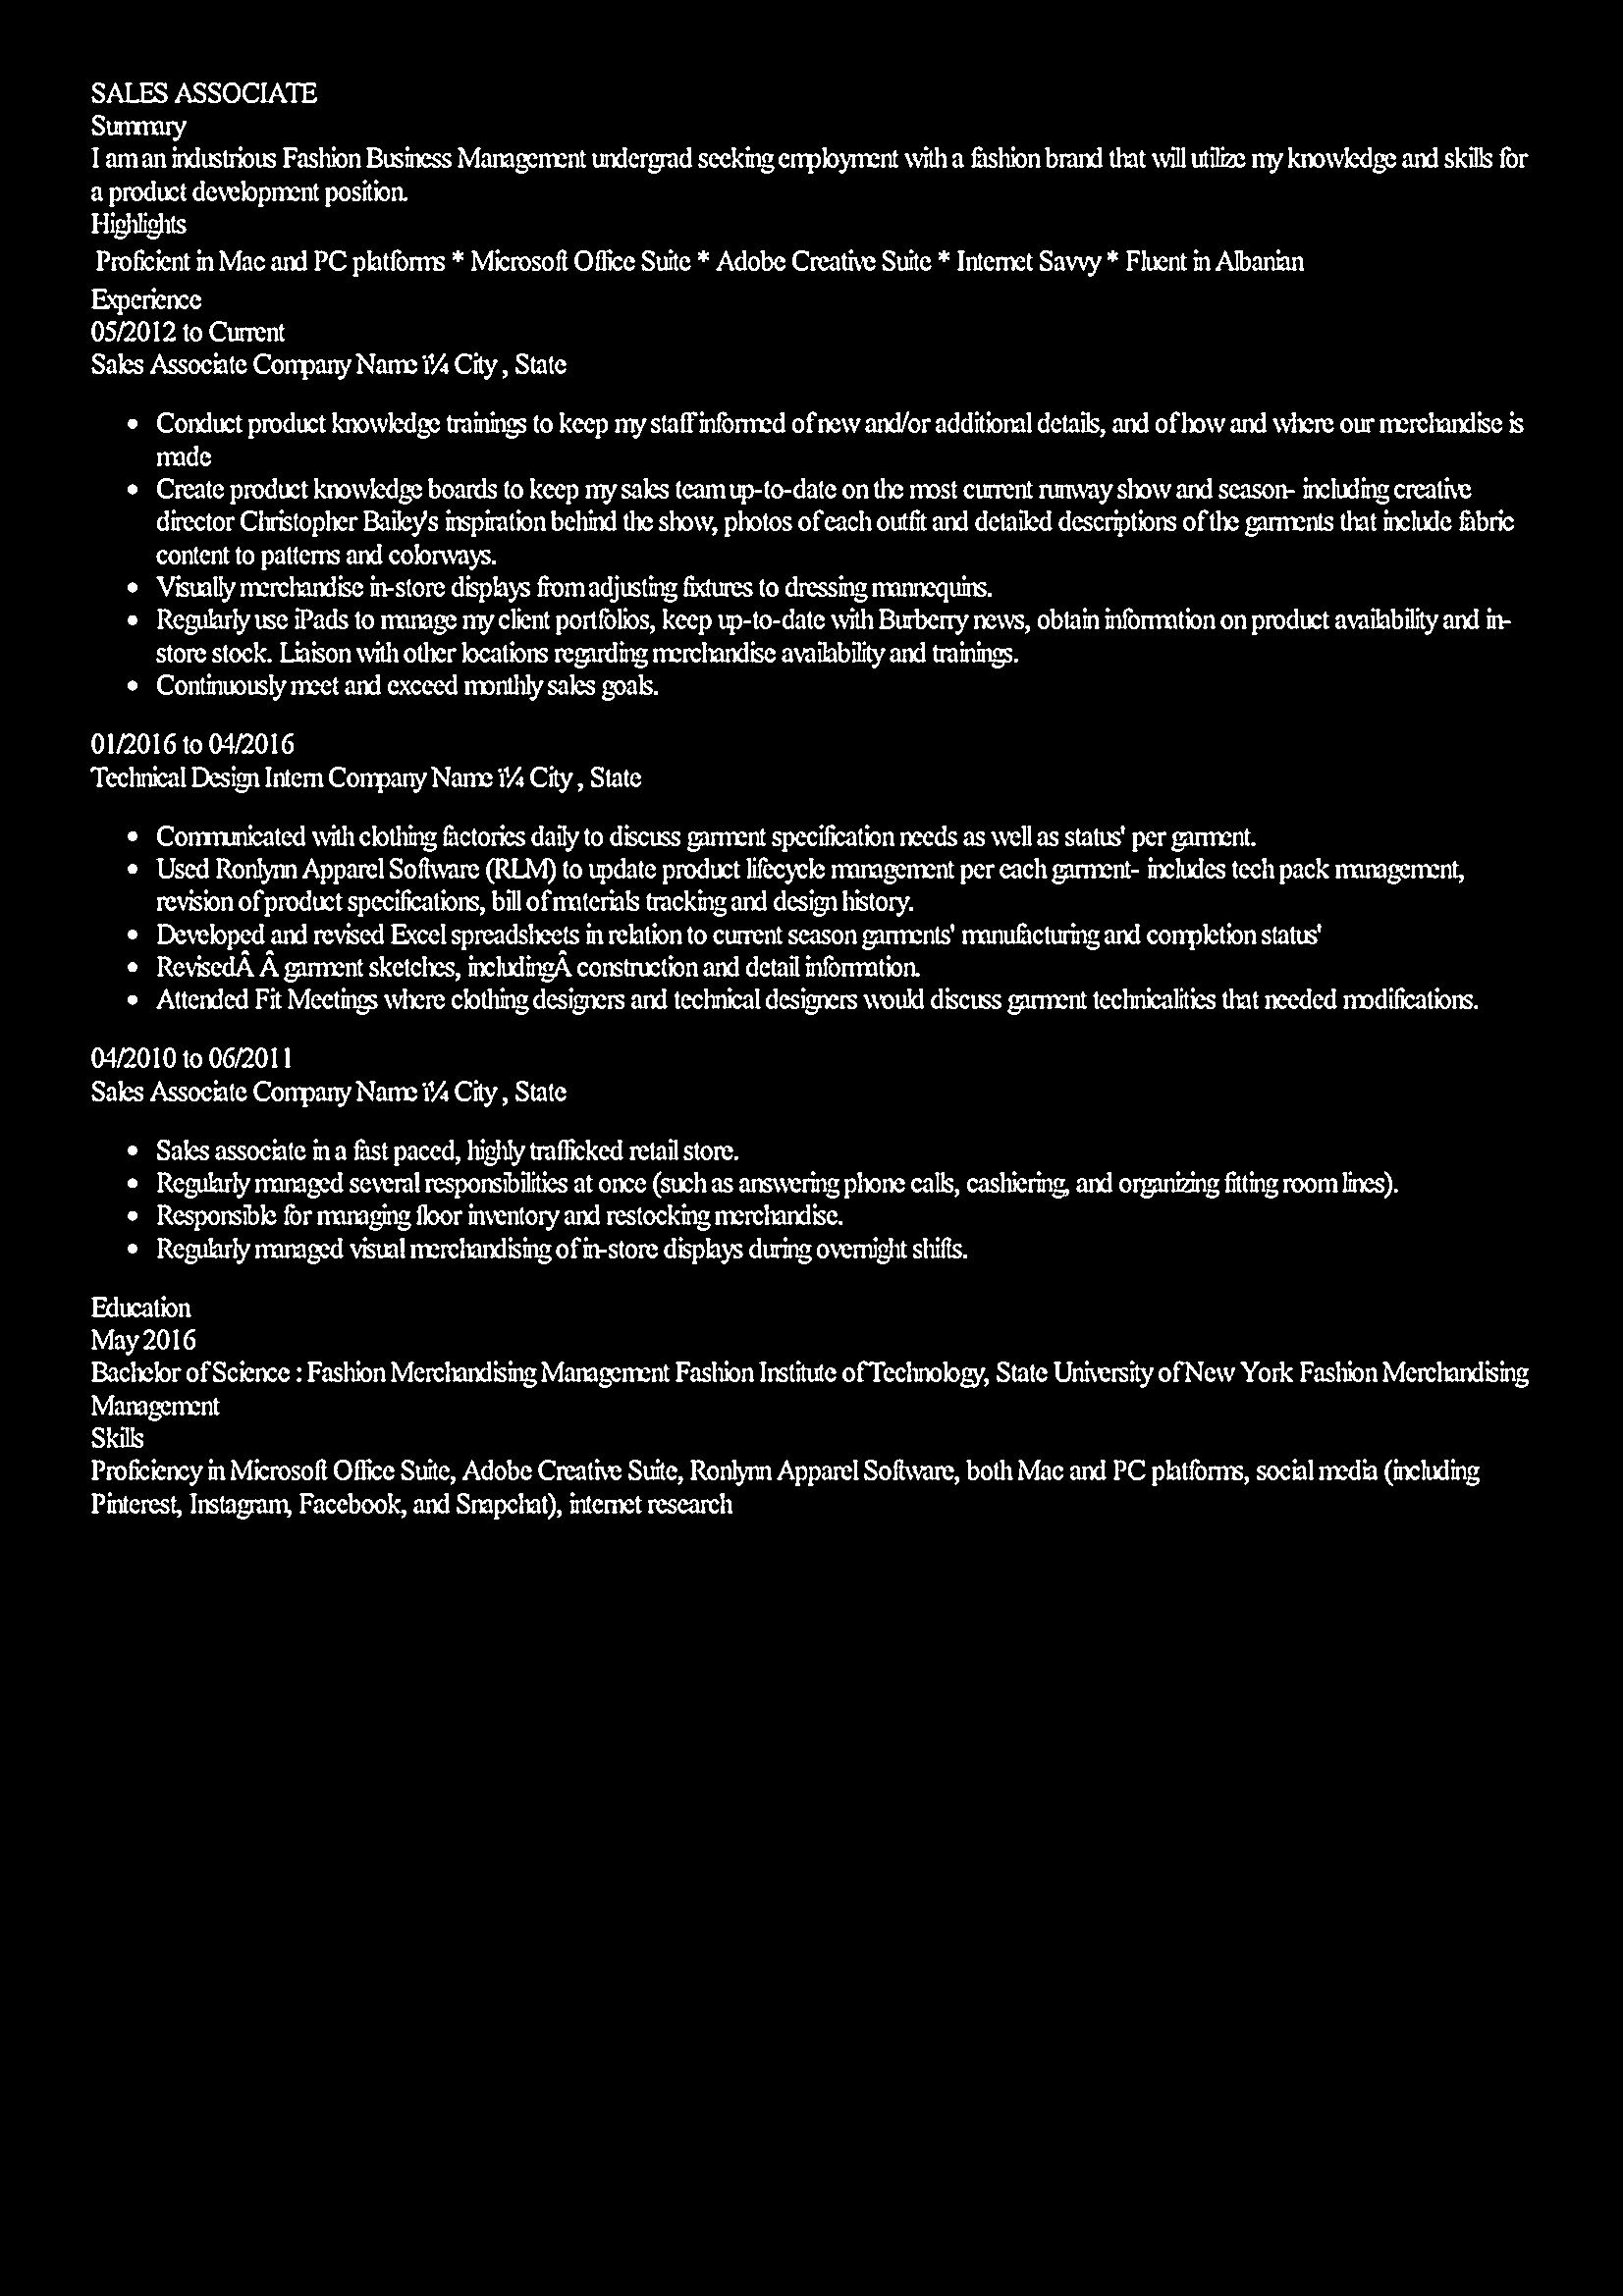 SALES ASSOCIATE
Summary
I am an industrious Fashion Business Management undergrad seeking employment with a fashion brand that will utilize my knowledge and skills for
a product development position.
Highlights
Proficient in Mac and PC platforms * Microsoft Office Suite * Adobe Creative Suite * Internet Savvy * Fluent in Albanian
Experience
05/2012 to Current
Sales Associate Company Name ï¼ City , State
• Conduct product knowledge trainings to keep my staff informed of new and/or additional details, and of how and where our merchandise is
made
• Create product knowledge boards to keep my sales team up-to-date on the most current runway show and season- including creative
director Christopher Bailey's inspiration behind the show, photos of each outfit and detailed descriptions of the garments that include fabric
content to patterns and colorways.
• Visually merchandise in-store displays from adjusting fixtures to dressing mannequins.
• Regularly use iPads to manage my client portfolios, keep up-to-date with Burberry news, obtain information on product availability and in-
store stock. Liaison with other locations regarding merchandise availability and trainings.
• Continuously meet and exceed monthly sales goals.
01/2016 to 04/2016
Technical Design Intern Company Name ï¼ City , State
• Communicated with clothing factories daily to discuss garment specification needs as well as status' per garment.
• Used Ronlynn Apparel Software (RLM) to update product lifecycle management per each garment- includes tech pack management,
revision of product specifications, bill of materials tracking and design history.
• Developed and revised Excel spreadsheets in relation to current season garments' manufacturing and completion status'
• RevisedÂ Â garment sketches, includingÂ construction and detail information.
• Attended Fit Meetings where clothing designers and technical designers would discuss garment technicalities that needed modifications.
04/2010 to 06/2011
Sales Associate Company Name ï¼ City , State
• Sales associate in a fast paced, highly trafficked retail store.
• Regularly managed several responsibilities at once (such as answering phone calls, cashiering, and organizing fitting room lines).
• Responsible for managing floor inventory and restocking merchandise.
• Regularly managed visual merchandising of in-store displays during overnight shifts.
Education
May 2016
Bachelor of Science : Fashion Merchandising Management Fashion Institute of Technology, State University of New York Fashion Merchandising
Management
Skills
Proficiency in Microsoft Office Suite, Adobe Creative Suite, Ronlynn Apparel Software, both Mac and PC platforms, social media (including
Pinterest, Instagram, Facebook, and Snapchat), internet research